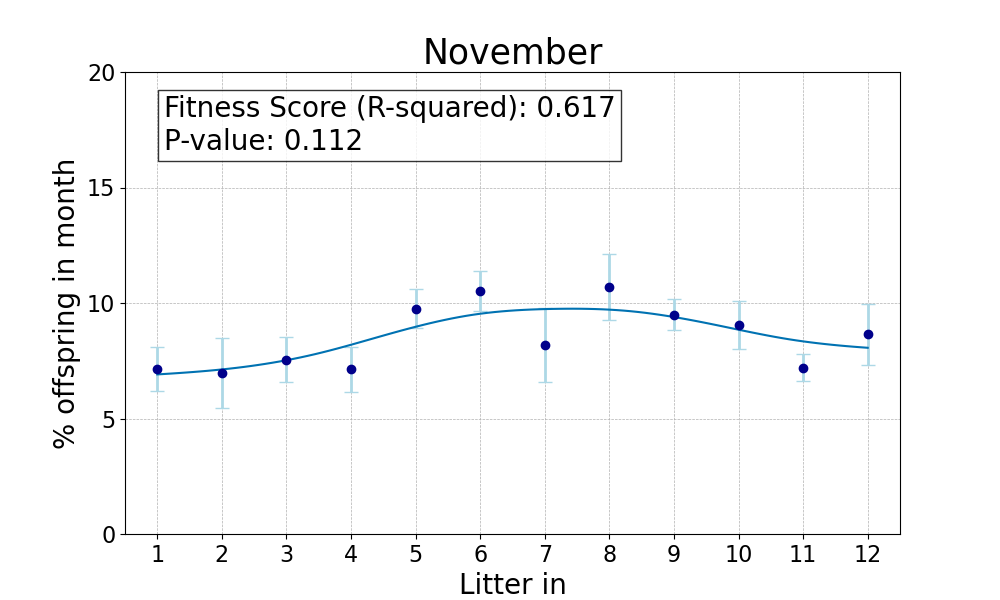 November
Fitness Score (R-squared): 0.617
P-value: 0.112
% offspring in month
20
15
10
5
0
1 2 3 4 5 6 7 8 9 10 11 12
Litter in